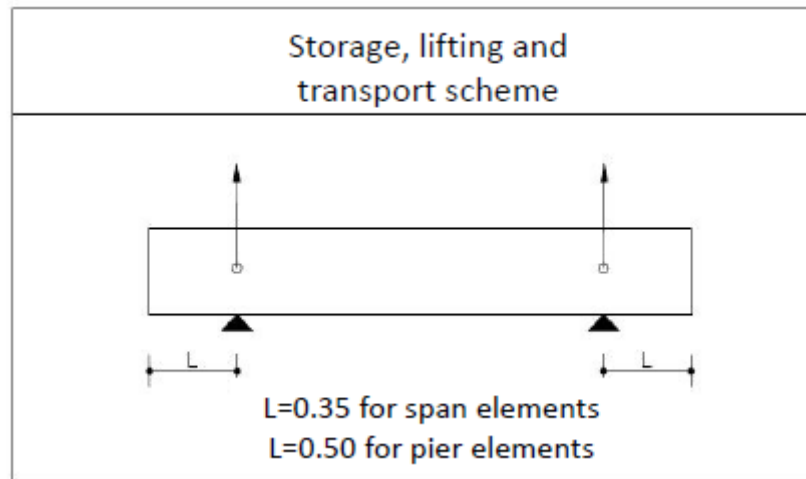 Storage, lifting and
transport scheme
L
L
L=0.35 for span elements
L=0.50 for pier elements